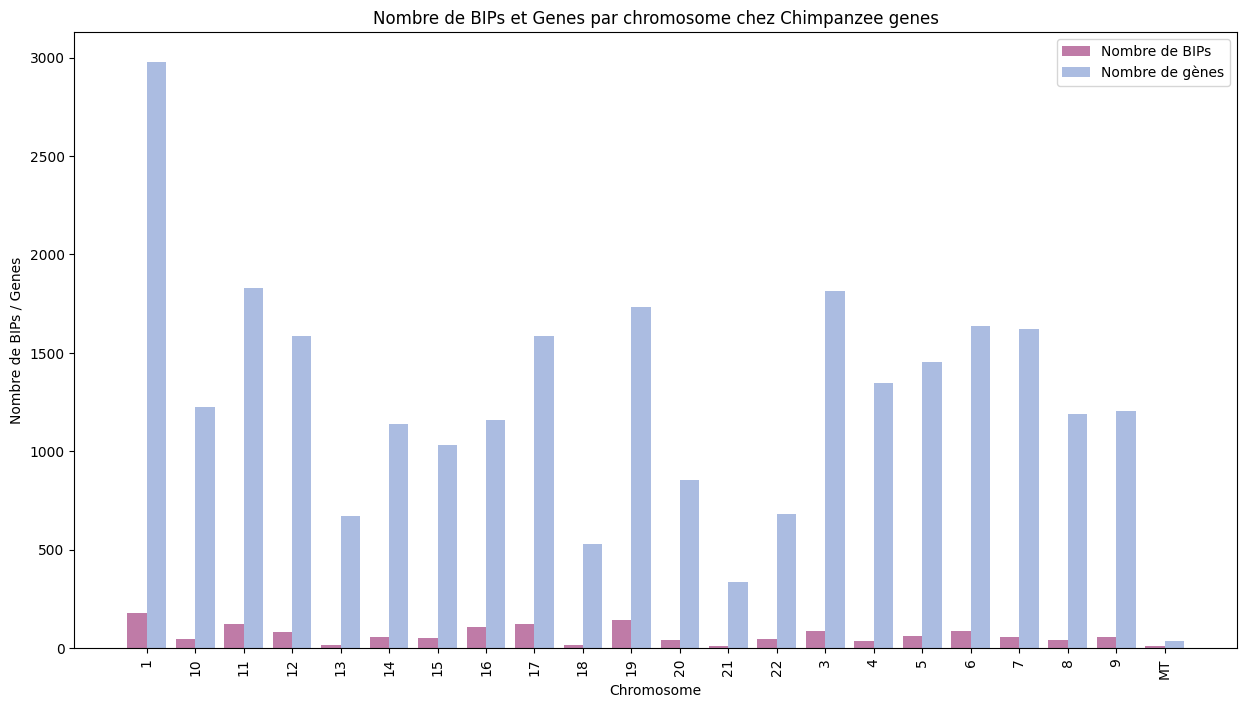 Nombre de BIPs et Genes par chromosome chez Chimpanzee genes
Nombre de BIPs
Nombre de gènes
Nombre de BIPs / Genes
3000
2500
2000
1500
1000
500
0
1 10 11 12 13 14 15 16 17 18 19 20 21 22 3 4 5 6 7 8 9 MT
Chromosome